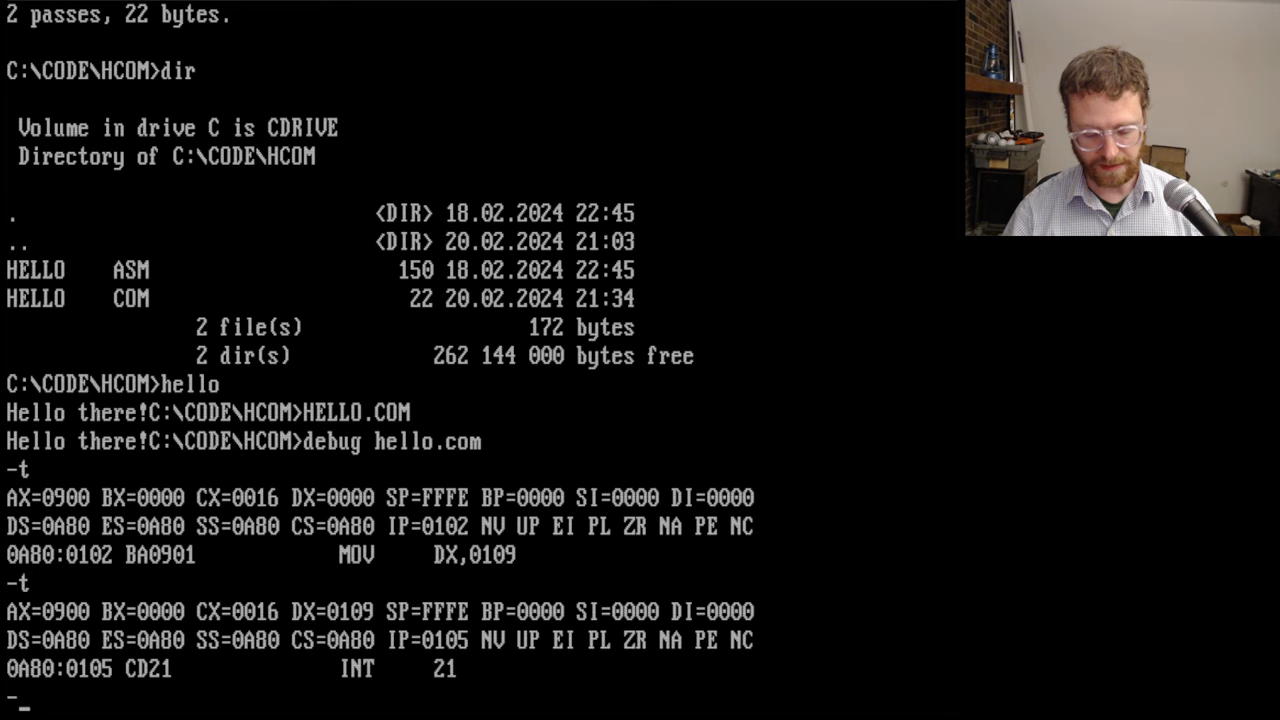 2 passes, 22 bytes.
C:\CODE\HCOM>dir
Volume in drive C is CDRIVE
Directory of C:\CODE\HCOM
. <DIR> 18.02.2024 22:45
.. <DIR> 20.02.2024 21:03
HELLO ASM 150 18.02.2024 22:45
HELLO COM 22 20.02.2024 21:34
2 file(s) 172 bytes
2 dir(s) 262 144 000 bytes free
C:\CODE\HCOM>hello
Hello there!C:\CODE\HCOM>HELLO.COM
Hello there!C:\CODE\HCOM>debug hello.com
-t
AX=0900 BX=0000 CX=0016 DX=0000 SP=FFFE BP=0000 SI=0000 DI=0000
DS=0A80 ES=0A80 SS=0A80 CS=0A80 IP=0102 NV UP EI PL ZR NA PE NC
0A80:0102 BA0901 MOV DX,0109
-t
AX=0900 BX=0000 CX=0016 DX=0109 SP=FFFE BP=0000 SI=0000 DI=0000
DS=0A80 ES=0A80 SS=0A80 CS=0A80 IP=0105 NV UP EI PL ZR NA PE NC
0A80:0105 CD21 INT 21
-_